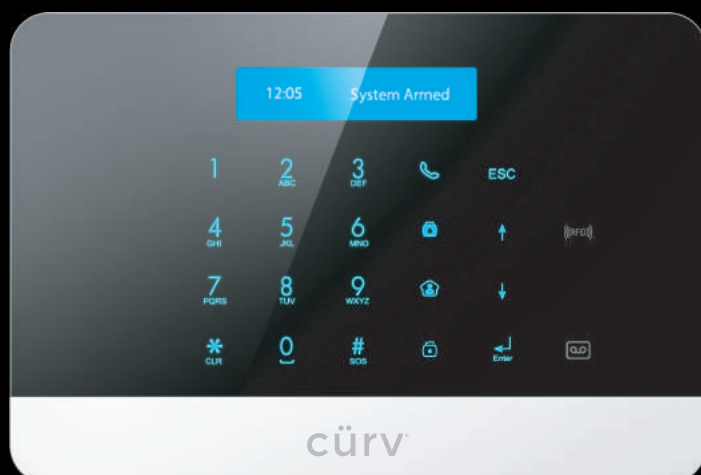 12:05 System Armed
1 2 3 ESC
ABC DEF
4 5 6 ((RFID))
GHI JKL MNO
7 8 9
PQRS TUV WXYZ
* 0 #
CLR SOS Enter
cürv